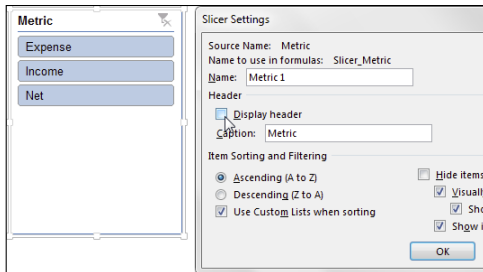 Metric
Expense
Income
Net
Slicer Settings
Source Name: Metric
Name to use in formulas: Slicer_Metric
Name: Metric 1
Header
Display header
Caption: Metric
Item Sorting and Filtering
Ascending (A to Z)
Hide items
Descending (Z to A)
Visually
Use Custom Lists when sorting
Sho
Show i
OK